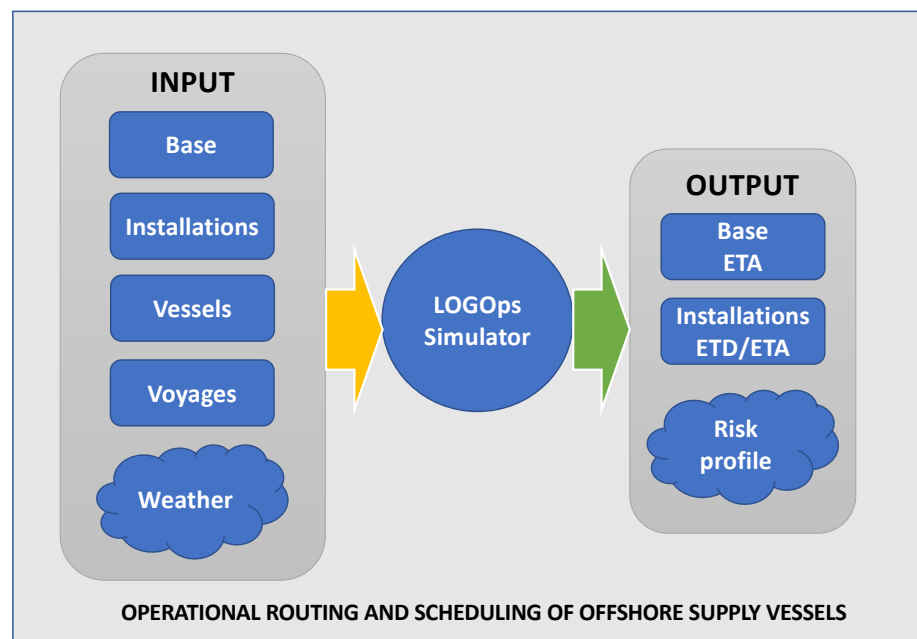 INPUT
Base
Installations
Vessels
Voyages
Weather
LOGOps
Simulator
OUTPUT
Base
ETA
Installations
ETD/ETA
Risk
profile
OPERATIONAL ROUTING AND SCHEDULING OF OFFSHORE SUPPLY VESSELS